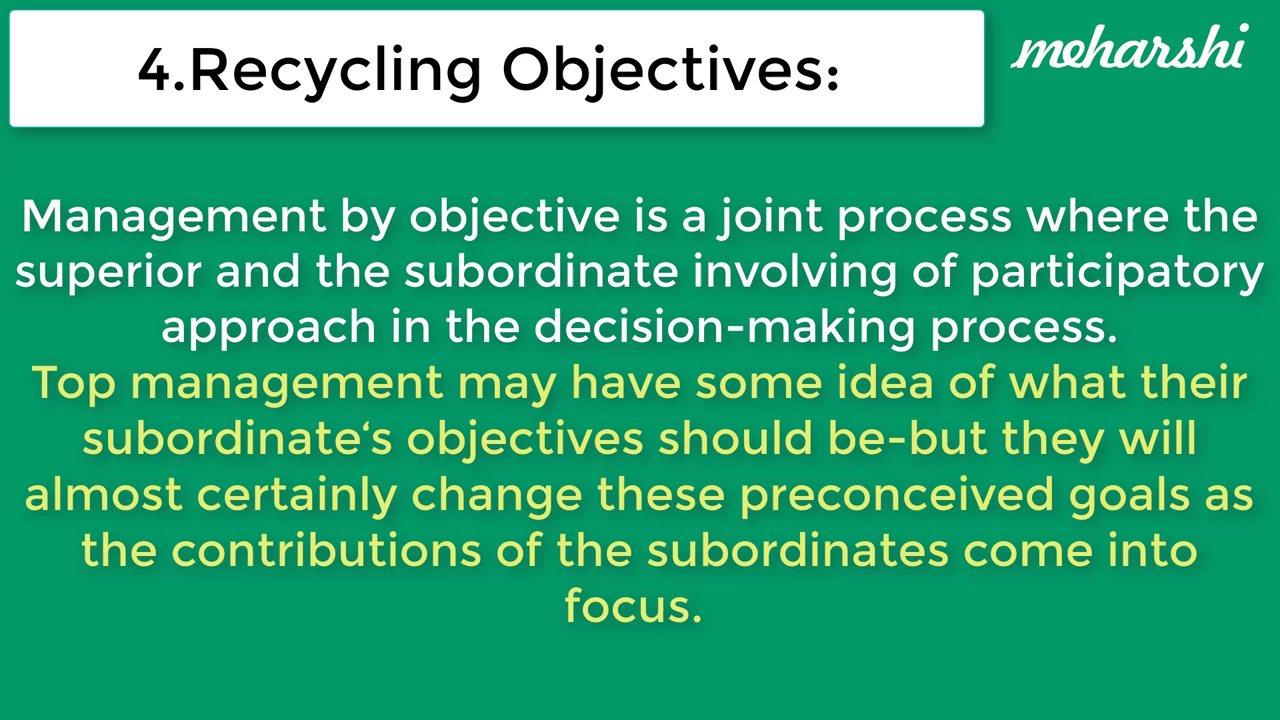 4.Recycling Objectives:
meharshi
Management by objective is a joint process where the
superior and the subordinate involving of participatory
approach in the decision-making process.
Top management may have some idea of what their
subordinate‘s objectives should be-but they will
almost certainly change these preconceived goals as
the contributions of the subordinates come into
focus.